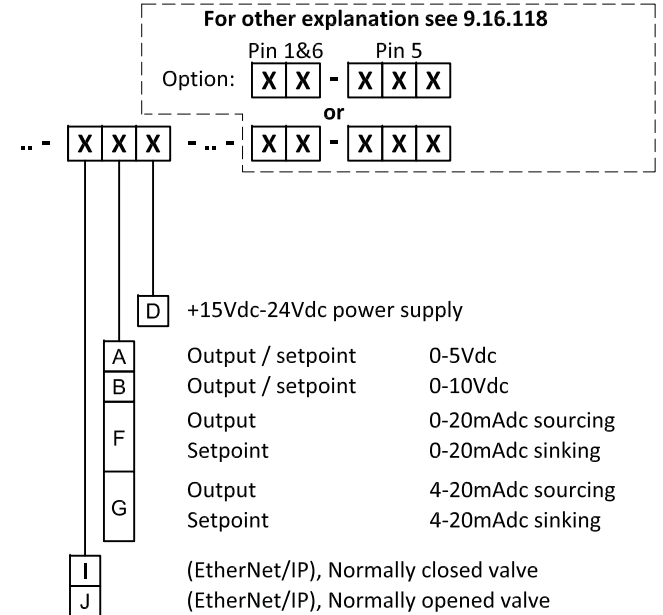 For other explanation see 9.16.118
Pin 1&6 Pin 5
Option: X X - X X X
or
.. - X X X - .. - X X - X X X
D +15Vdc-24Vdc power supply
A Output / setpoint 0-5Vdc
B Output / setpoint 0-10Vdc
F
Output 0-20mAdc sourcing
Setpoint 0-20mAdc sinking
G
Output 4-20mAdc sourcing
Setpoint 4-20mAdc sinking
I (EtherNet/IP), Normally closed valve
J (EtherNet/IP), Normally opened valve